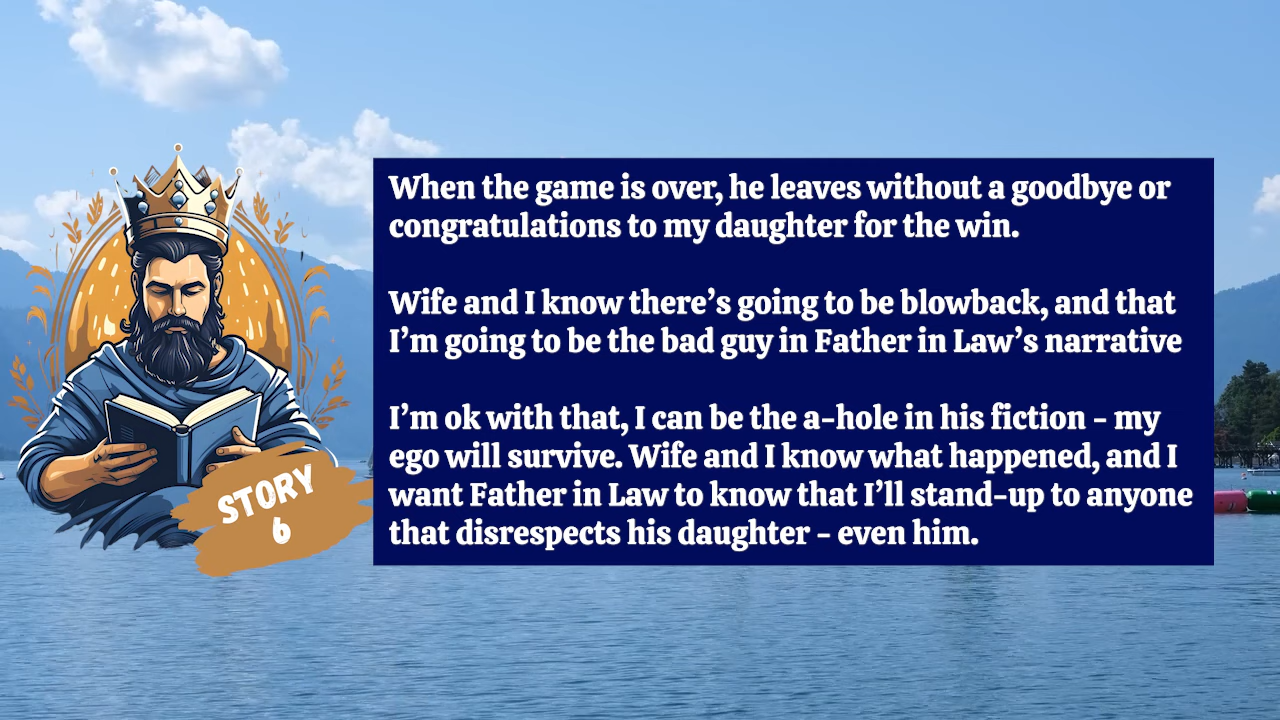 When the game is over, he leaves without a goodbye or
congratulations to my daughter for the win.
Wife and I know there's going to be blowback, and that
I'm going to be the bad guy in Father in Law's narrative
I'm ok with that, I can be the a-hole in his fiction - my
ego will survive. Wife and I know what happened, and I
want Father in Law to know that I'll stand-up to anyone
that disrespects his daughter - even him.
STORY
6